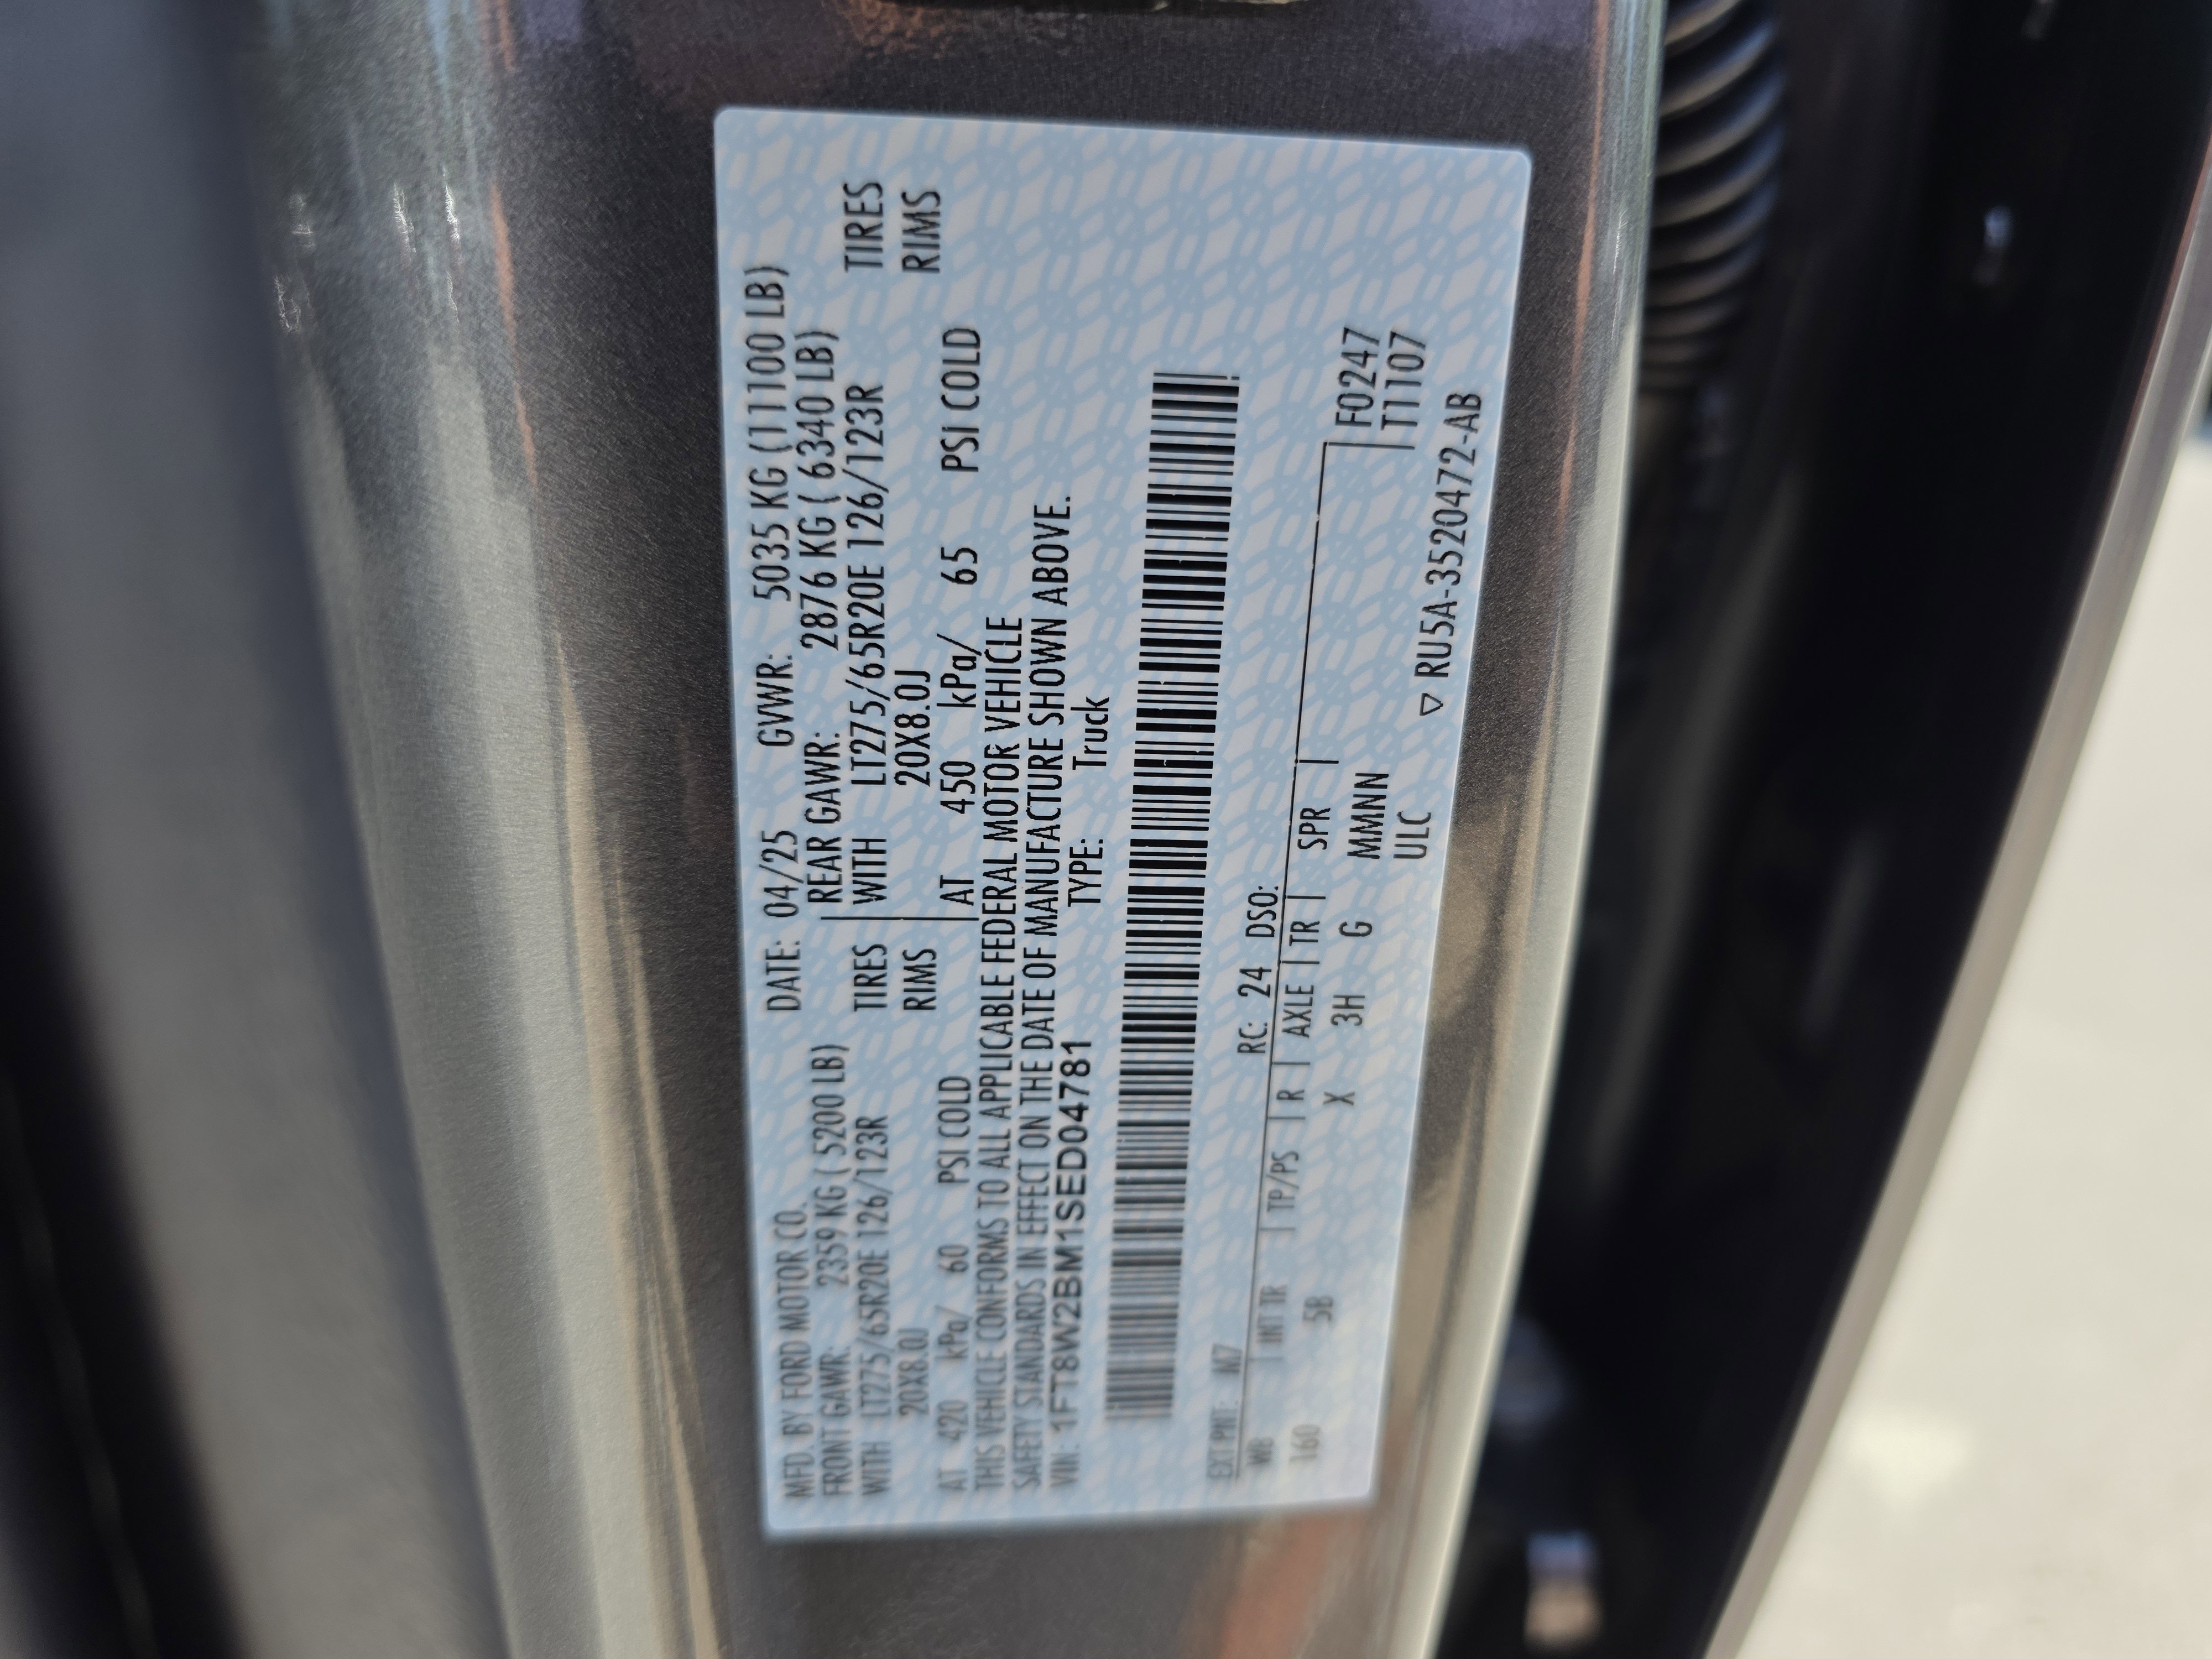 MFD. BY FORD MOTOR CO. DATE: 04/25 GVWR: 5035 KG (11100 LB)
FRONT GAWR: 2359 KG ( 5200 LB) REAR GAWR: 2876 KG ( 6340 LB)
WITH LT275/65R20E 126/123R TIRES WITH LT275/65R20E 126/123R TIRES
20X8.0J RIMS 20X8.0J RIMS
AT 420 kPa/ 60 PSI COLD AT 450 kPa/ 65 PSI COLD
THIS VEHICLE CONFORMS TO ALL APPLICABLE FEDERAL MOTOR VEHICLE
SAFETY STANDARDS IN EFFECT ON THE DATE OF MANUFACTURE SHOWN ABOVE.
VIN: 1FT8W2BM1SED04781 TYPE: Truck
EXT PNT: M7 RC: 24 DSO:
WB INT TR TP/PS R AXLE TR SPR
160 5B X 3H G MMNN F0247
ULC T1107
▽ RU5A-3520472-AB